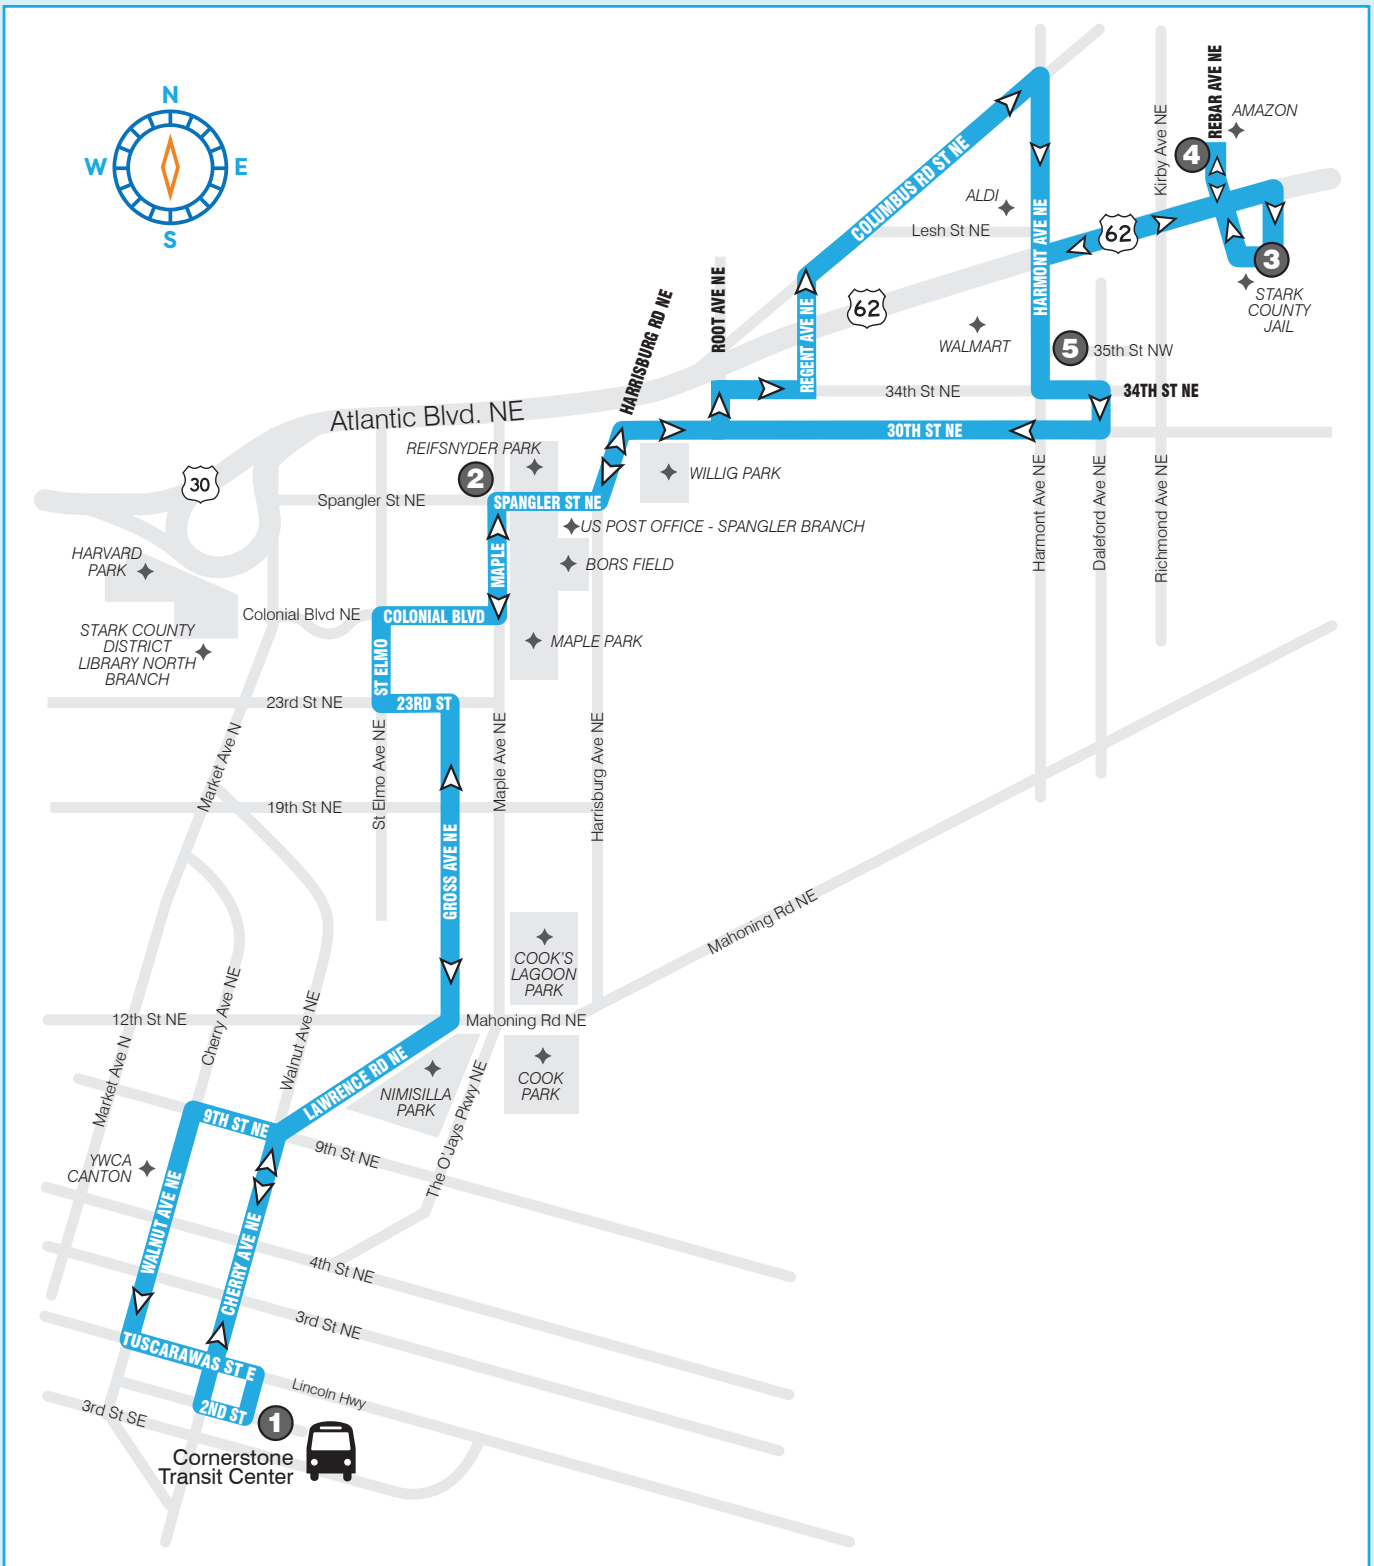 N
W
E
S
REBAR AVE NE
AMAZON
4
Kirby Ave NE
COLUMBUS RD ST NE
ALDI
Lesh St NE
HARMONT AVE NE
62
3
STARK
COUNTY
JAIL
ROOT AVE NE
HARRISBURG RD NE
62
REGENT AVE NE
WALMART
5
35th St NW
34th St NE
34TH ST NE
Atlantic Blvd. NE
30TH ST NE
REIFSNYDER PARK
2
WILLIG PARK
30
Spangler St NE
SPANGLER ST NE
US POST OFFICE - SPANGLER BRANCH
Harmont Ave NE
Daleford Ave NE
Richmond Ave NE
HARVARD
PARK
MAPLE
BORS FIELD
Colonial Blvd NE
COLONIAL BLVD
STARK COUNTY
DISTRICT
LIBRARY NORTH
BRANCH
ST ELMO
MAPLE PARK
23rd St NE
23RD ST
Market Ave N
St Elmo Ave NE
Maple Ave NE
Harrisburg Ave NE
19th St NE
GROSS AVE NE
Mahoning Rd NE
COOK'S
LAGOON
PARK
12th St NE
Cherry Ave NE
Walnut Ave NE
Mahoning Rd NE
Market Ave N
LAWRENCE RD NE
NIMISILLA
PARK
COOK
PARK
The O'Jays Pkwy NE
9TH ST NE
9th St NE
YWCA
CANTON
WALNUT AVE NE
CHERRY AVE NE
4th St NE
3rd St NE
TUSCARAWAS ST E
Lincoln Hwy
2ND ST
3rd St SE
1
Cornerstone
Transit Center